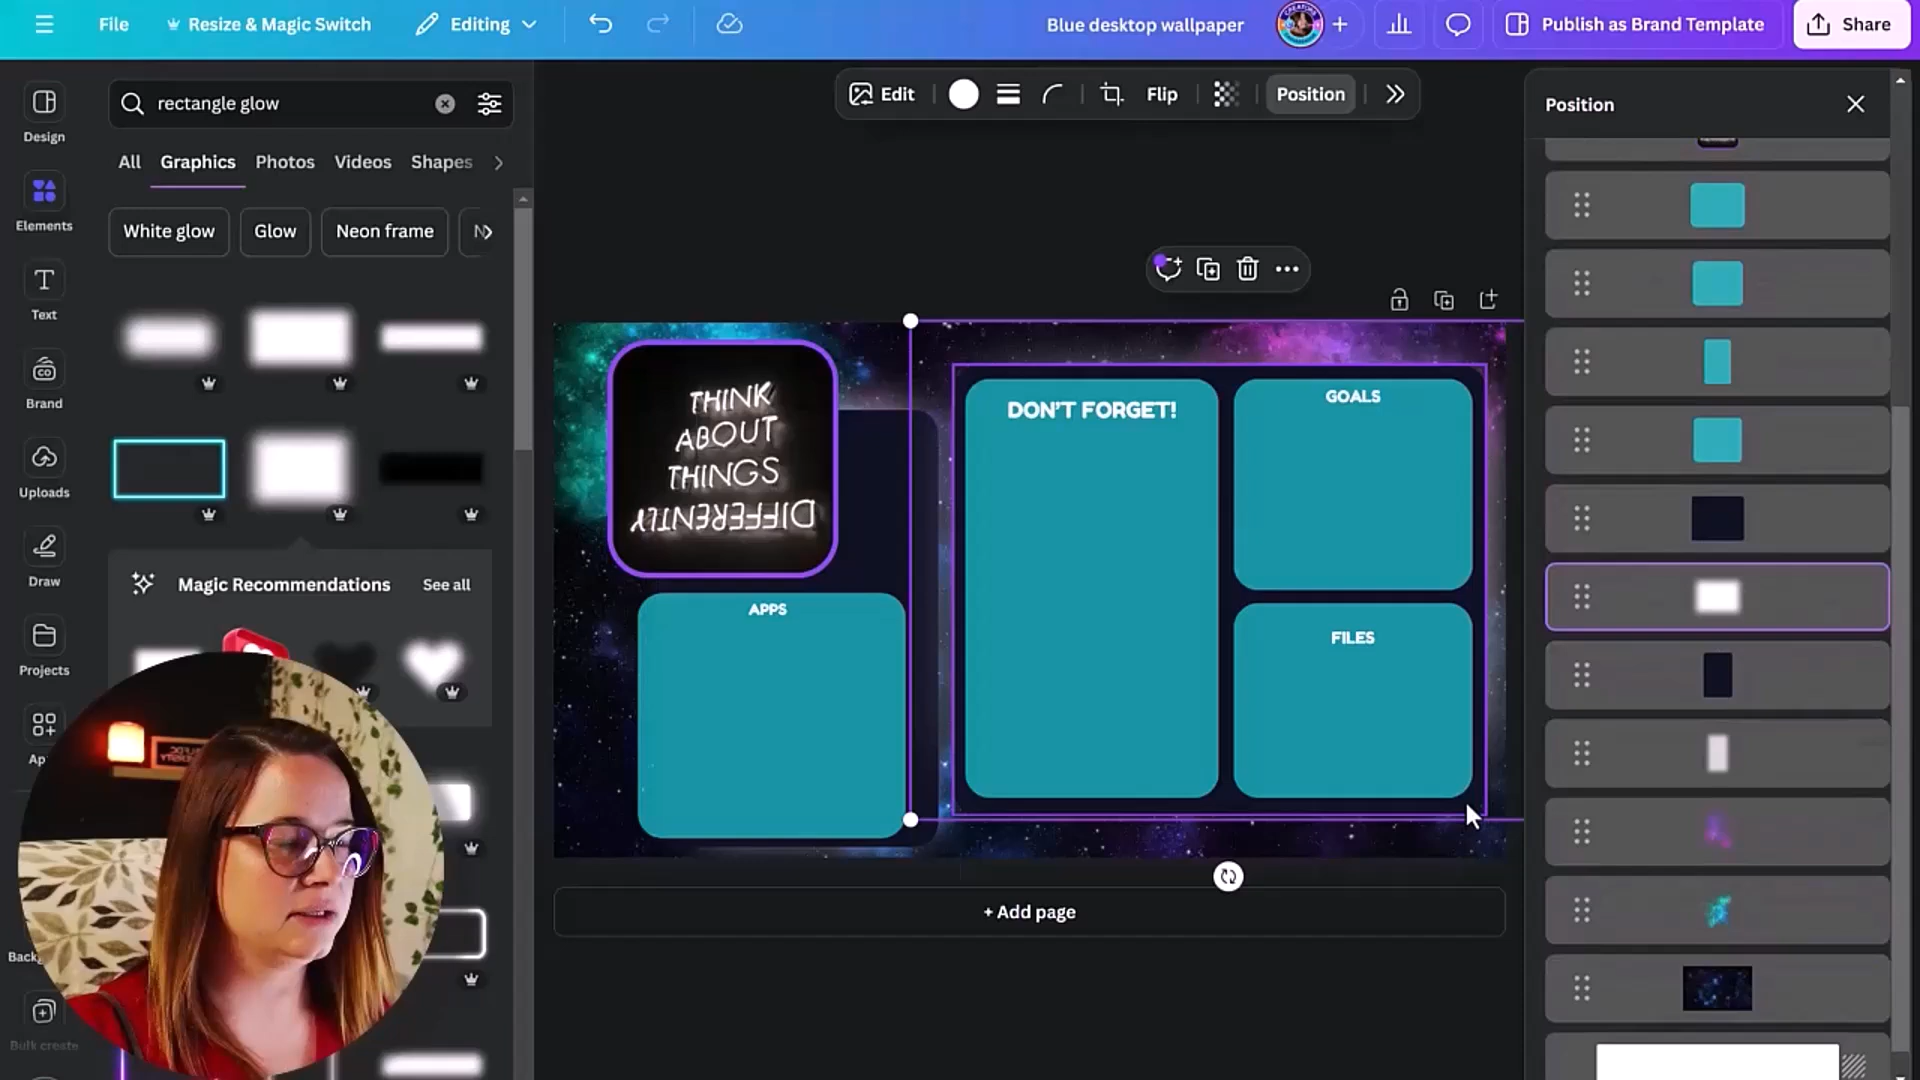 File
Resize & Magic Switch
Editing
Blue desktop wallpaper
Publish as Brand Template
Share
Design
Elements
Text
Brand
Uploads
Draw
Projects
Bulk create
rectangle glow
All
Graphics
Photos
Videos
Shapes
White glow
Glow
Neon frame
Magic Recommendations
See all
Edit
Flip
Position
Position
THINK
ABOUT
THINGS
DIFFERENTLY
DON'T FORGET!
GOALS
APPS
FILES
+ Add page